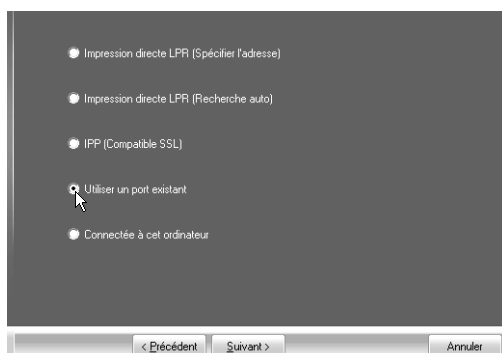 Impression directe LPR (Spécifier l'adresse)
Impression directe LPR (Recherche auto)
IPP (Compatible SSL)
Utiliser un port existant
Connectée à cet ordinateur
< Précédent Suivant > Annuler